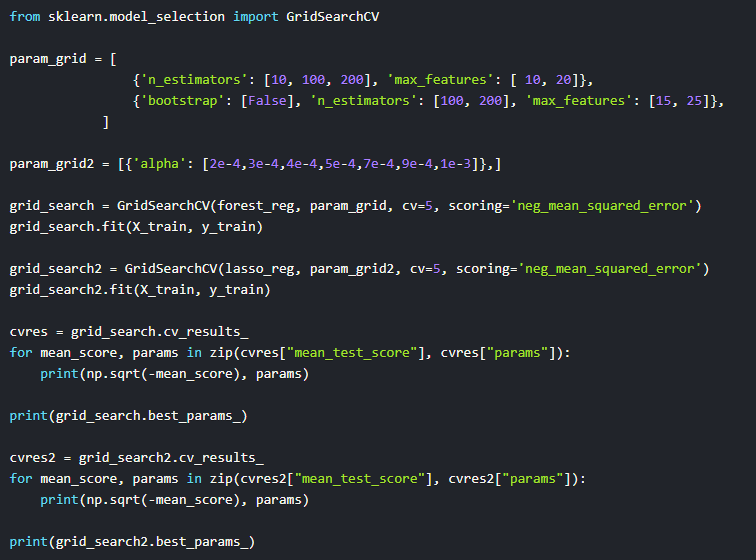 from sklearn.model_selection import GridSearchCV

param_grid = [
                {'n_estimators': [10, 100, 200], 'max_features': [ 10, 20]},
                {'bootstrap': [False], 'n_estimators': [100, 200], 'max_features': [15, 25]},
            ]

param_grid2 = [{'alpha': [2e-4,3e-4,4e-4,5e-4,7e-4,9e-4,1e-3]},]

grid_search = GridSearchCV(forest_reg, param_grid, cv=5, scoring='neg_mean_squared_error')
grid_search.fit(X_train, y_train)

grid_search2 = GridSearchCV(lasso_reg, param_grid2, cv=5, scoring='neg_mean_squared_error')
grid_search2.fit(X_train, y_train)

cvres = grid_search.cv_results_
for mean_score, params in zip(cvres["mean_test_score"], cvres["params"]):
    print(np.sqrt(-mean_score), params)

print(grid_search.best_params_)

cvres2 = grid_search2.cv_results_
for mean_score, params in zip(cvres2["mean_test_score"], cvres2["params"]):
    print(np.sqrt(-mean_score), params)

print(grid_search2.best_params_)